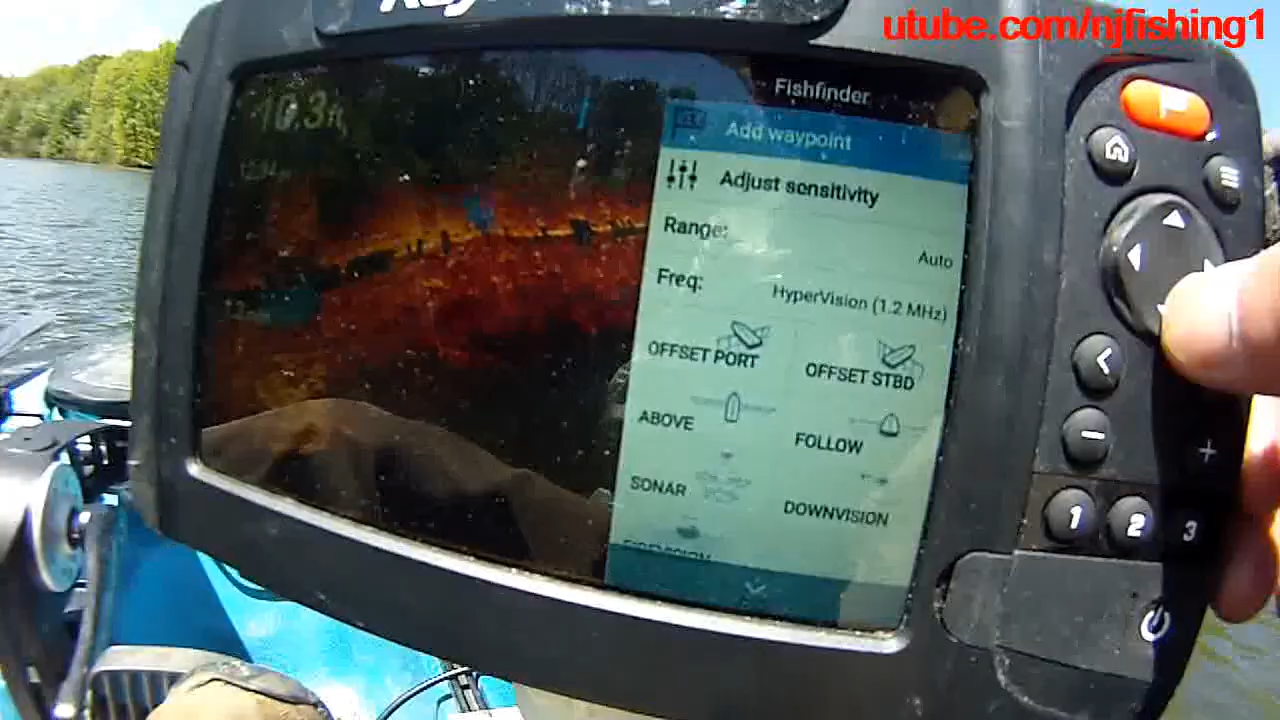 utube.com/njfishing1
Ray
10.3ft
Fishfinder
Add waypoint
Adjust sensitivity
Range:
Auto
Freq:
HyperVision (1.2 MHz)
OFFSET PORT
OFFSET STBD
ABOVE
FOLLOW
SONAR
DOWNVISION
1
2
3